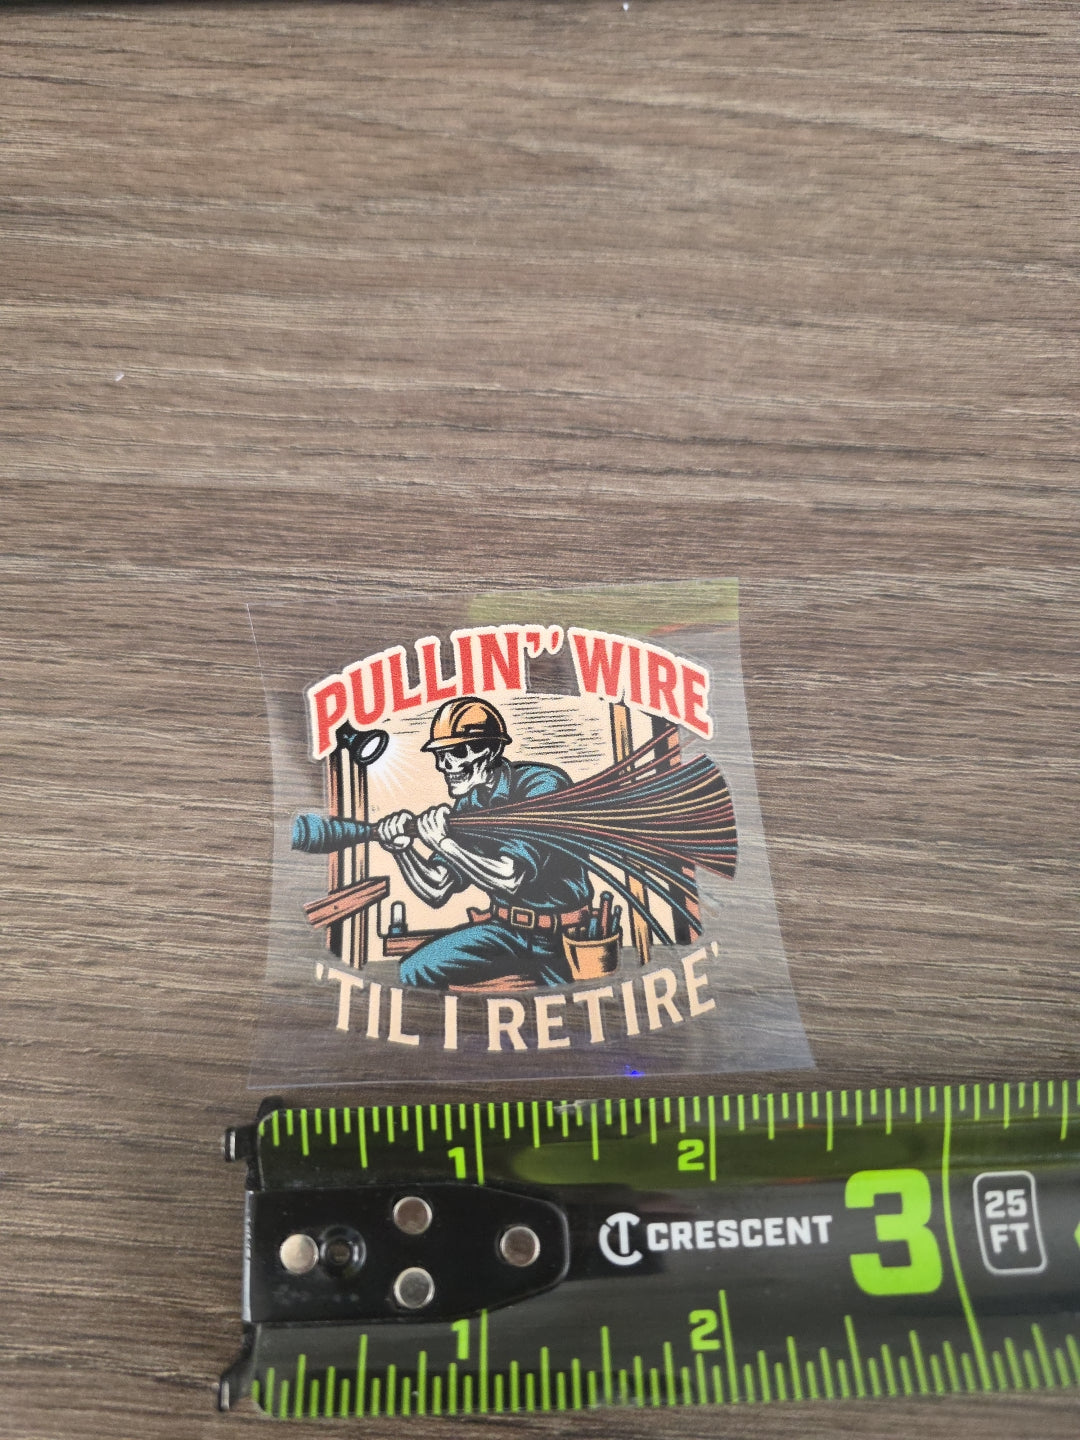 PULLIN”’ WIRE
'TIL I RETIRE'
1 2
CRESCENT 3 25
FT
1 2